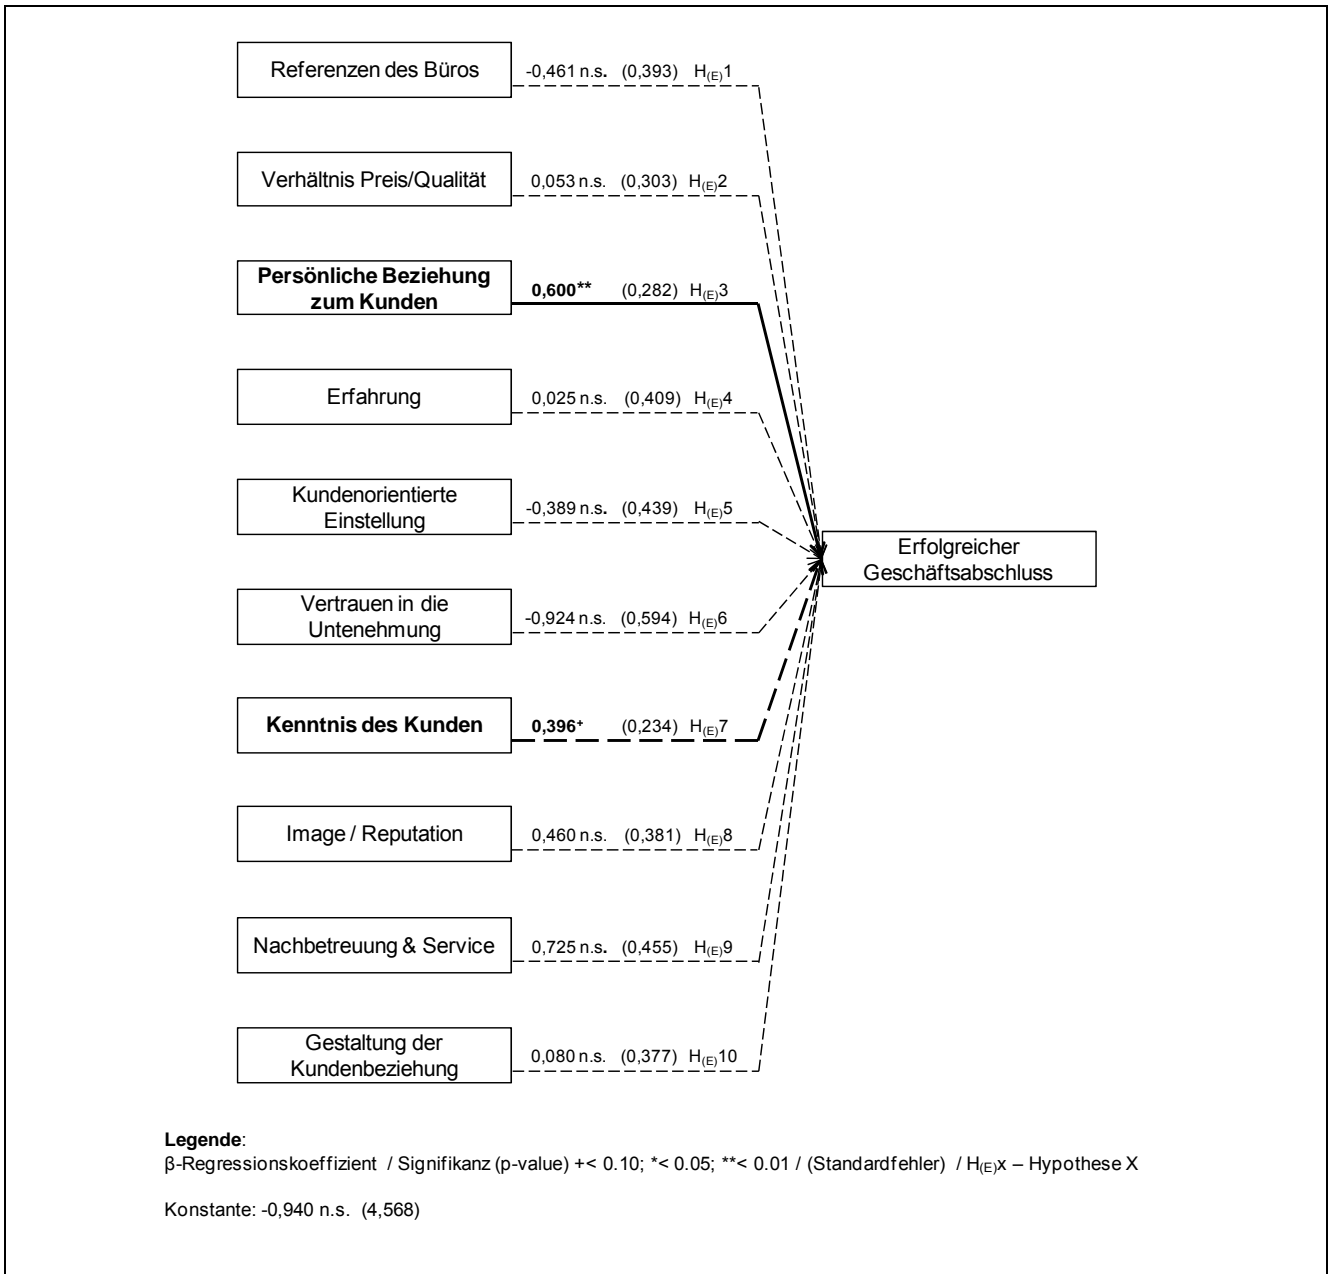 Referenzen des Büros -0,461 n.s. (0,393) H(E)1
Verhältnis Preis/Qualität 0,053 n.s. (0,303) H(E)2
Persönliche Beziehung
zum Kunden 0,600** (0,282) H(E)3
Erfahrung 0,025 n.s. (0,409) H(E)4
Kundenorientierte
Einstellung -0,389 n.s. (0,439) H(E)5
Erfolgreicher
Geschäftsabschluss
Vertrauen in die
Untenehmung -0,924 n.s. (0,594) H(E)6
Kenntnis des Kunden 0,396+ (0,234) H(E)7
Image / Reputation 0,460 n.s. (0,381) H(E)8
Nachbetreuung & Service 0,725 n.s. (0,455) H(E)9
Gestaltung der
Kundenbeziehung 0,080 n.s. (0,377) H(E)10
Legende:
β-Regressionskoeffizient / Signifikanz (p-value) +< 0.10; *< 0.05; **< 0.01 / (Standardfehler) / H(E)x – Hypothese X
Konstante: -0,940 n.s. (4,568)